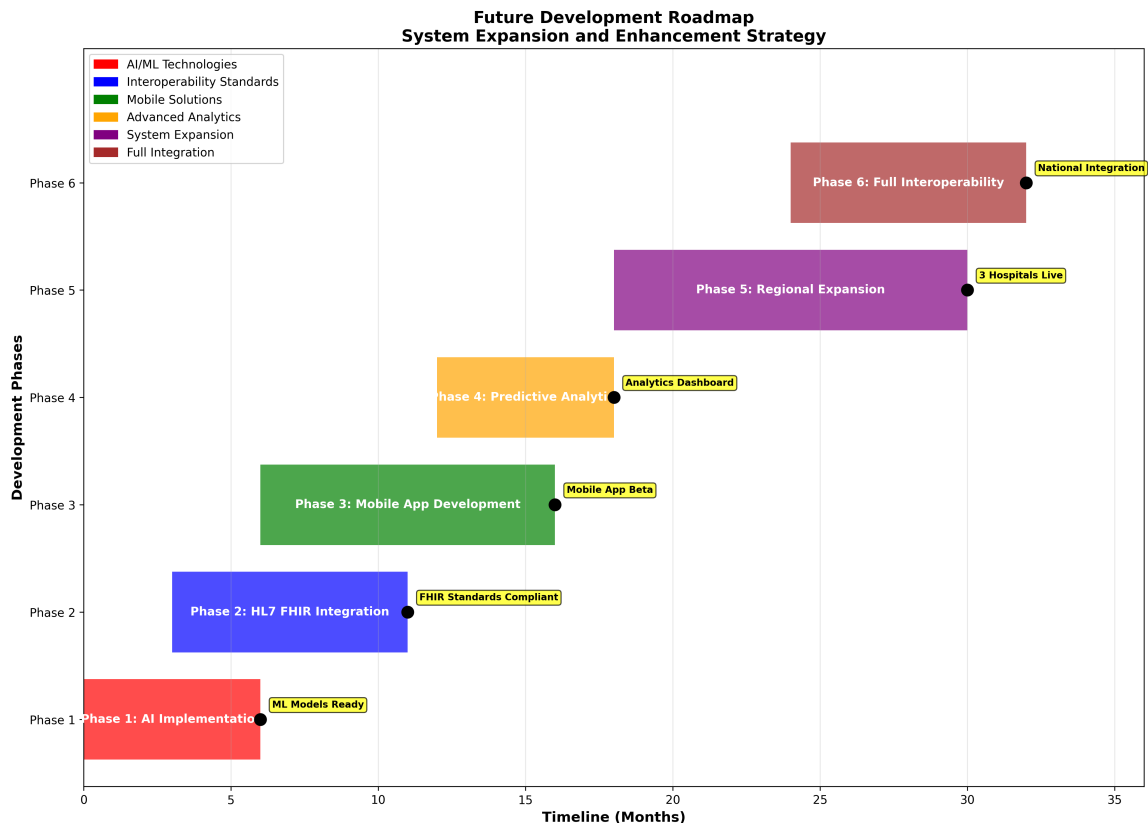 Future Development Roadmap
System Expansion and Enhancement Strategy
AI/ML Technologies
Interoperability Standards
Mobile Solutions
Advanced Analytics
System Expansion
Full Integration
Development Phases
Phase 6
Phase 6: Full Interoperability
National Integration
Phase 5
Phase 5: Regional Expansion
3 Hospitals Live
Phase 4
Phase 4: Predictive Analyti
Analytics Dashboard
Phase 3
Phase 3: Mobile App Development
Mobile App Beta
Phase 2
Phase 2: HL7 FHIR Integration
FHIR Standards Compliant
Phase 1
Phase 1: AI Implementation
ML Models Ready
0 5 10 15 20 25 30 35
Timeline (Months)